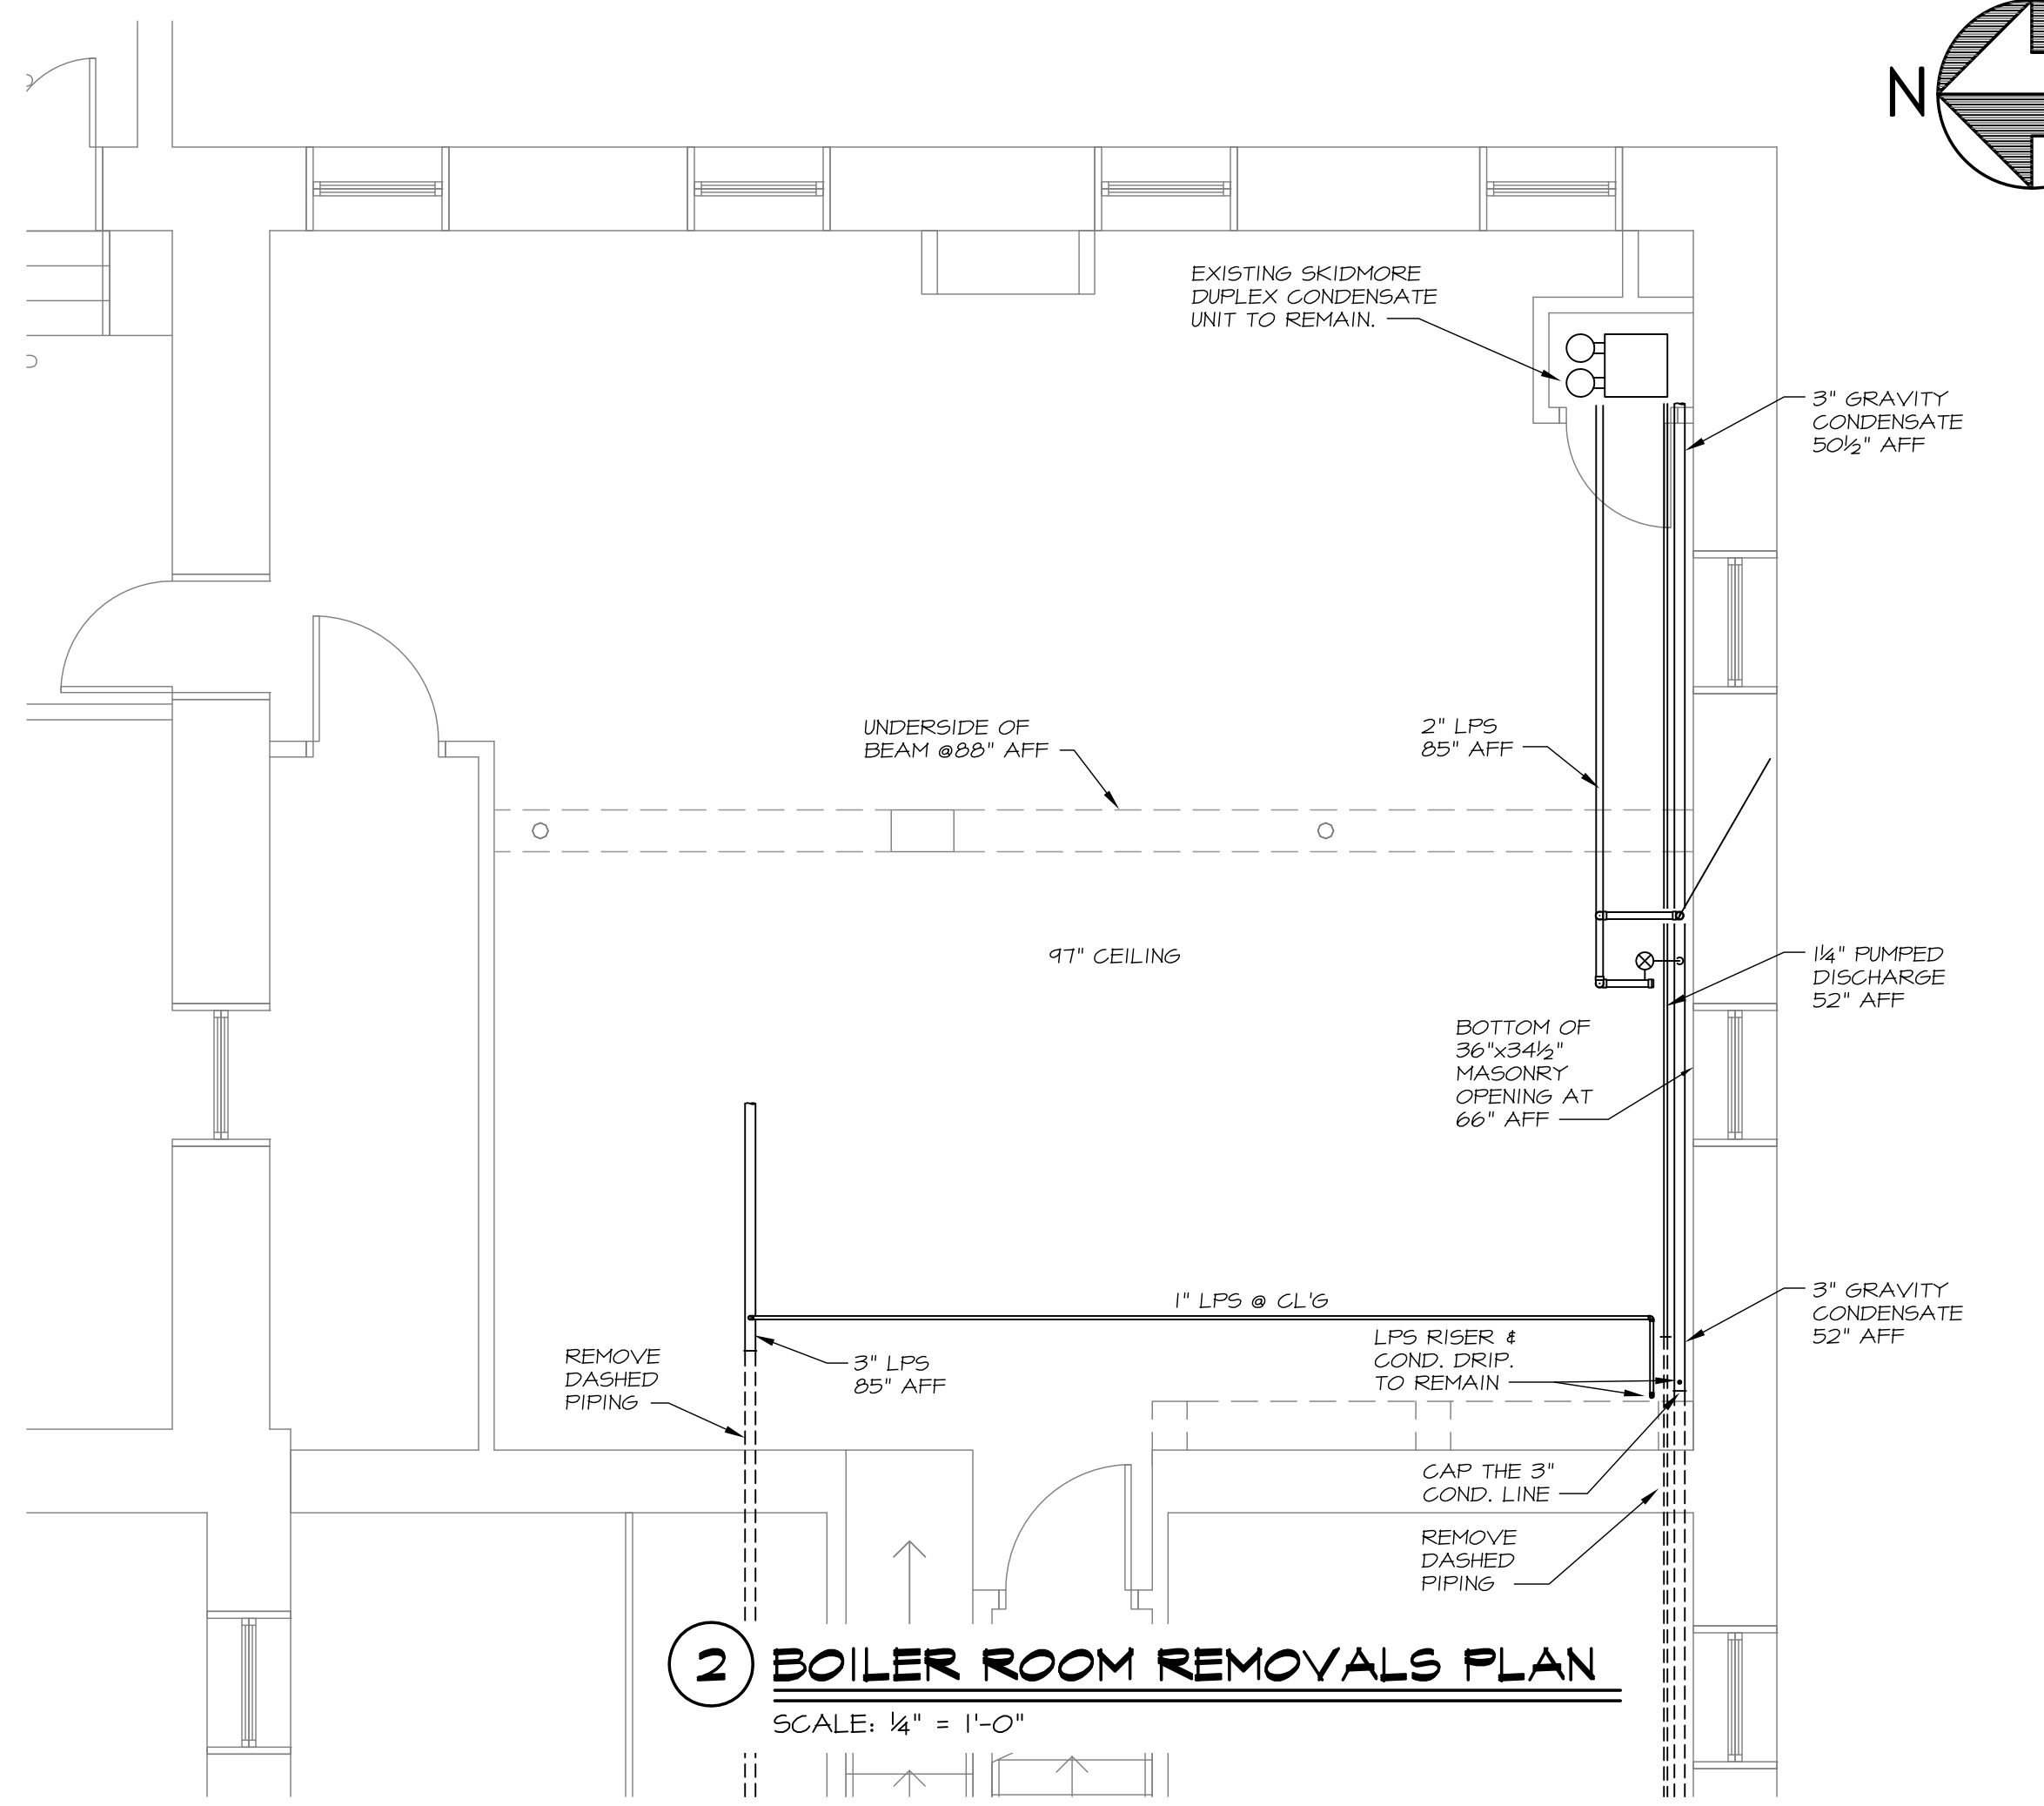 N
EXISTING SKIDMORE
DUPLEX CONDENSATE
UNIT TO REMAIN.
3" GRAVITY
CONDENSATE
50½" AFF
UNDERSIDE OF
BEAM @88" AFF
2" LPS
85" AFF
97" CEILING
1¼" PUMPED
DISCHARGE
52" AFF
BOTTOM OF
36"x34½"
MASONRY
OPENING AT
66" AFF
1" LPS @ CL'G
3" GRAVITY
CONDENSATE
52" AFF
LPS RISER &
COND. DRIP.
TO REMAIN
REMOVE
DASHED
PIPING
3" LPS
85" AFF
CAP THE 3"
COND. LINE
REMOVE
DASHED
PIPING
2 BOILER ROOM REMOVALS PLAN
SCALE: ¼" = 1'-0"